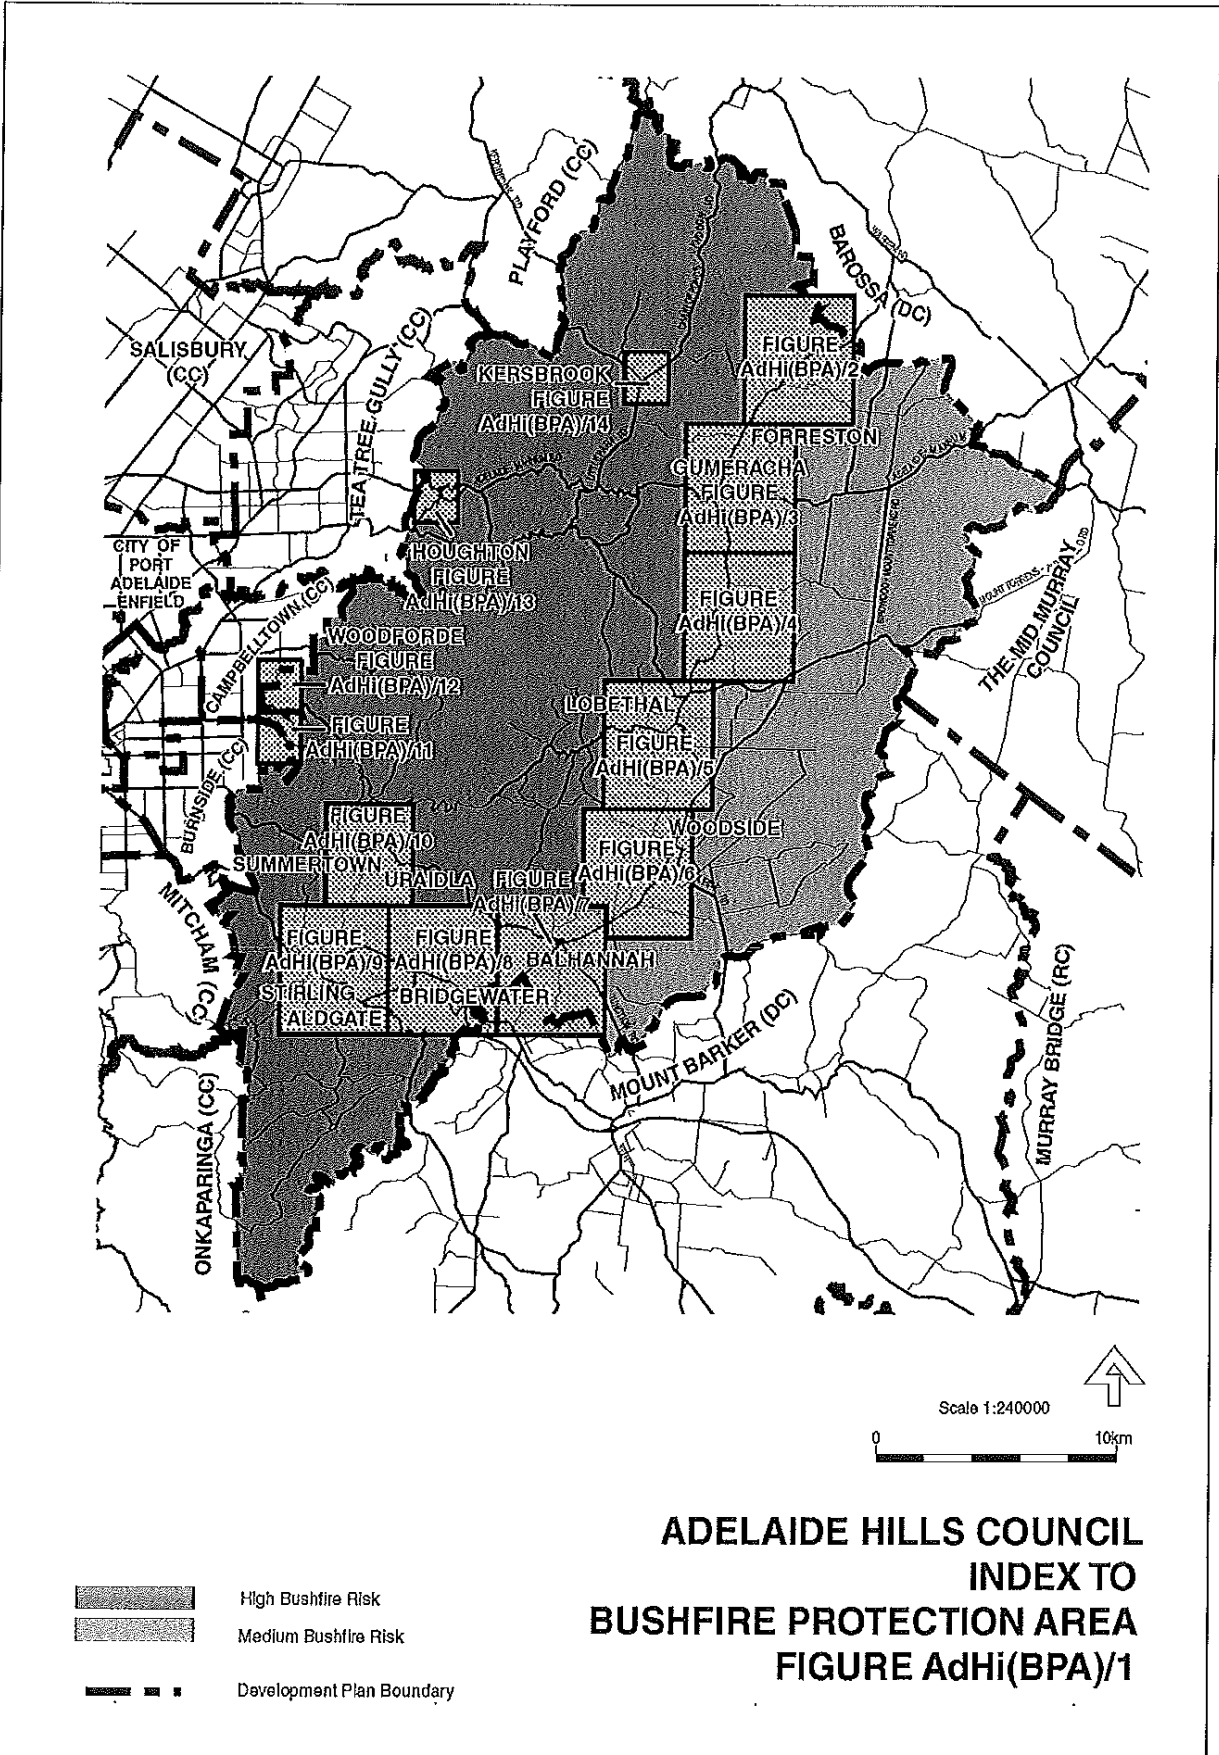 PLAYFORD (CC)
BAROSSA (DC)
SALISBURY
(CC)
TEA TREE GULLY (CC)
FIGURE
AdHi(BPA)/2
KERSBROOK
FIGURE
AdHi(BPA)/14
FORRESTON
GUMERACHA
FIGURE
AdHi(BPA)/3
CITY OF
PORT
ADELAIDE
ENFIELD
HOUGHTON
FIGURE
AdHi(BPA)/13
FIGURE
AdHi(BPA)/4
THE MID MURRAY
COUNCIL
CAMPBELLTOWN (CC)
WOODFORDE
FIGURE
AdHi(BPA)/12
FIGURE
AdHi(BPA)/11
LOBETHAL
FIGURE
AdHi(BPA)/5
BURNSIDE (CC)
FIGURE
AdHi(BPA)/10
SUMMERTOWN
URAIDLA
WOODSIDE
FIGURE
AdHi(BPA)/6
FIGURE
AdHi(BPA)/7
MITCHAM (CC)
FIGURE
AdHi(BPA)/9
FIGURE
AdHi(BPA)/8
BALHANNAH
STIRLING
ALDGATE
BRIDGEWATER
MOUNT BARKER (DC)
MURRAY BRIDGE (RC)
ONKAPARINGA (CC)
Scale 1:240000
0 10km
ADELAIDE HILLS COUNCIL
INDEX TO
BUSHFIRE PROTECTION AREA
FIGURE AdHi(BPA)/1
High Bushfire Risk
Medium Bushfire Risk
Development Plan Boundary